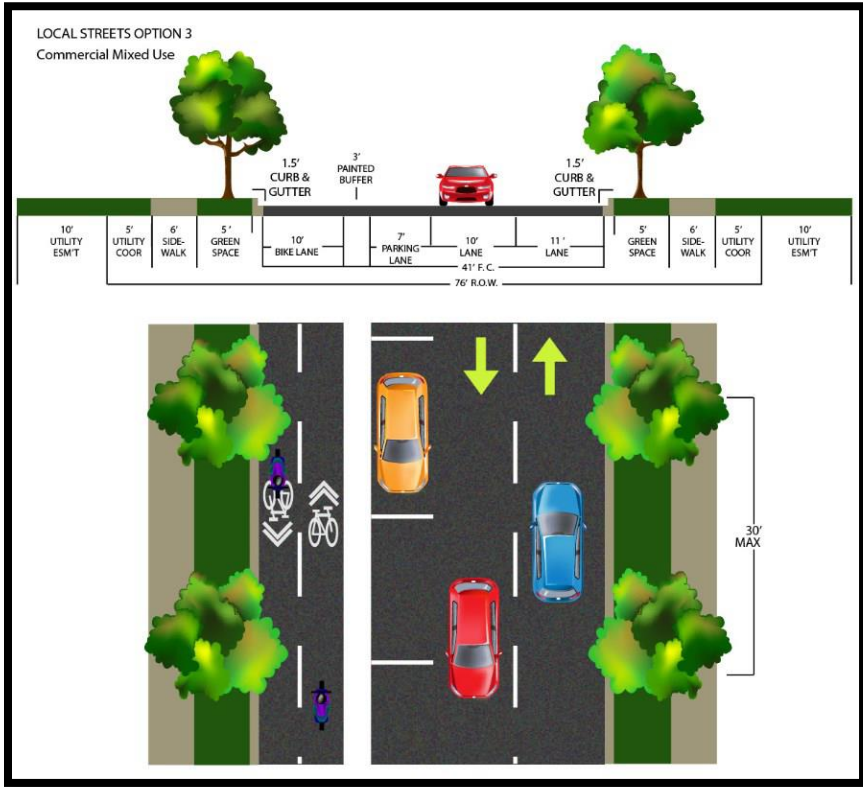 LOCAL STREETS OPTION 3
Commercial Mixed Use
1.5'
CURB &
GUTTER
3'
PAINTED
BUFFER
1.5'
CURB &
GUTTER
10'
UTILITY
ESM'T
5'
UTILITY
COOR
6'
SIDE-
WALK
5'
GREEN
SPACE
10'
BIKE LANE
7'
PARKING
LANE
10'
LANE
11'
LANE
5'
GREEN
SPACE
6'
SIDE-
WALK
5'
UTILITY
COOR
10'
UTILITY
ESM'T
41' F.C.
76' R.O.W.
30'
MAX